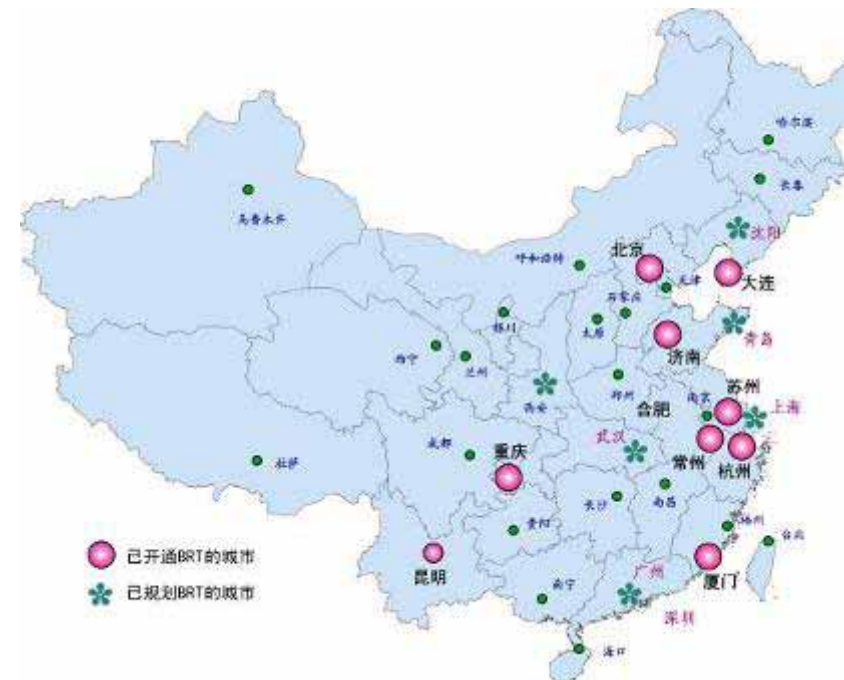 哈尔滨
长春
乌鲁木齐
沈阳
北京
呼和浩特
天津
大连
石家庄
银川
太原
青岛
西宁
兰州
济南
苏州
西安
郑州
合肥
南京
上海
武汉
成都
重庆
常州
杭州
拉萨
长沙
南昌
贵阳
福州
台北
已开通BRT的城市
昆明
广州
厦门
已规划BRT的城市
南宁
深圳
海口